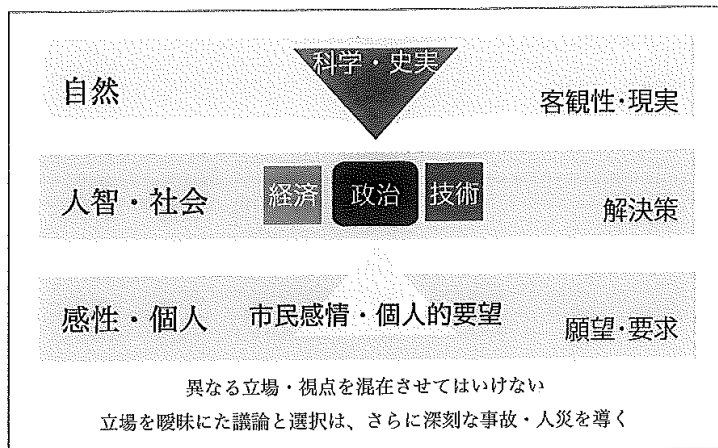 科学・史実
自然
客観性・現実
人智・社会
経済
政治
技術
解決策
感性・個人
市民感情・個人的要望
願望・要求
異なる立場・視点を混在させてはいけない
立場を曖昧にた議論と選択は、さらに深刻な事故・人災を導く